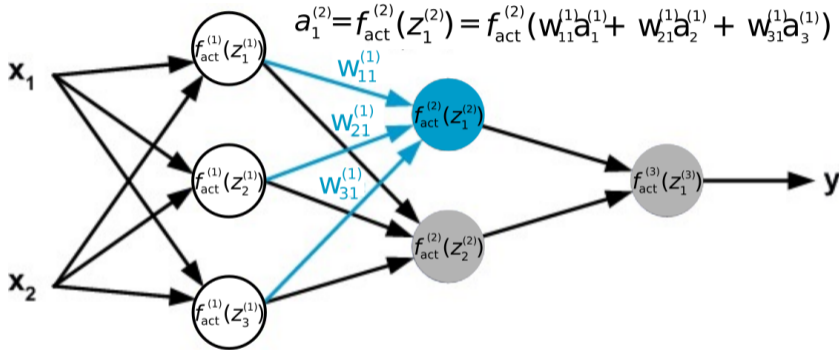 a₁⁽²⁾=f_act⁽²⁾(z₁⁽²⁾) = f_act⁽²⁾(w₁₁⁽¹⁾a₁⁽¹⁾+ w₂₁⁽¹⁾a₂⁽¹⁾ + w₃₁⁽¹⁾a₃⁽¹⁾)
f_act⁽¹⁾(z₁⁽¹⁾)
x₁
w₁₁⁽¹⁾
w₂₁⁽¹⁾
f_act⁽²⁾(z₁⁽²⁾)
f_act⁽¹⁾(z₂⁽¹⁾)
w₃₁⁽¹⁾
f_act⁽³⁾(z₁⁽³⁾)
y
f_act⁽²⁾(z₂⁽²⁾)
x₂
f_act⁽¹⁾(z₃⁽¹⁾)